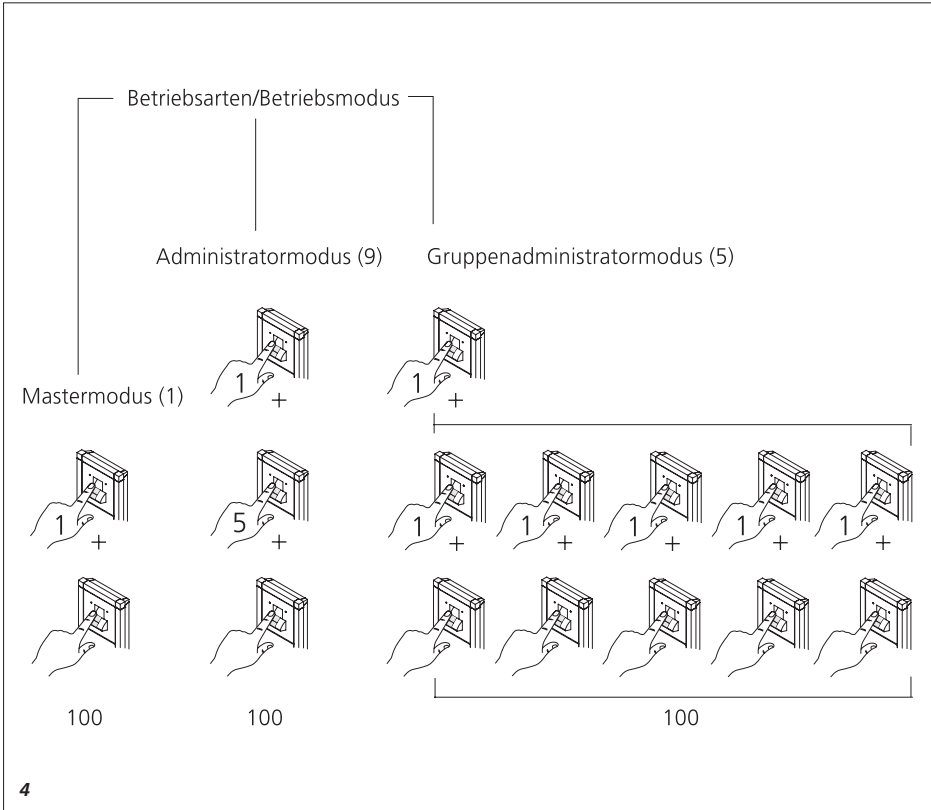 Betriebsarten/Betriebsmodus
Administratormodus (9) Gruppenadministratormodus (5)
1 + 1 +
Mastermodus (1)
1 + 5 + 1 + 1 + 1 + 1 + 1 +
100 100 100
4